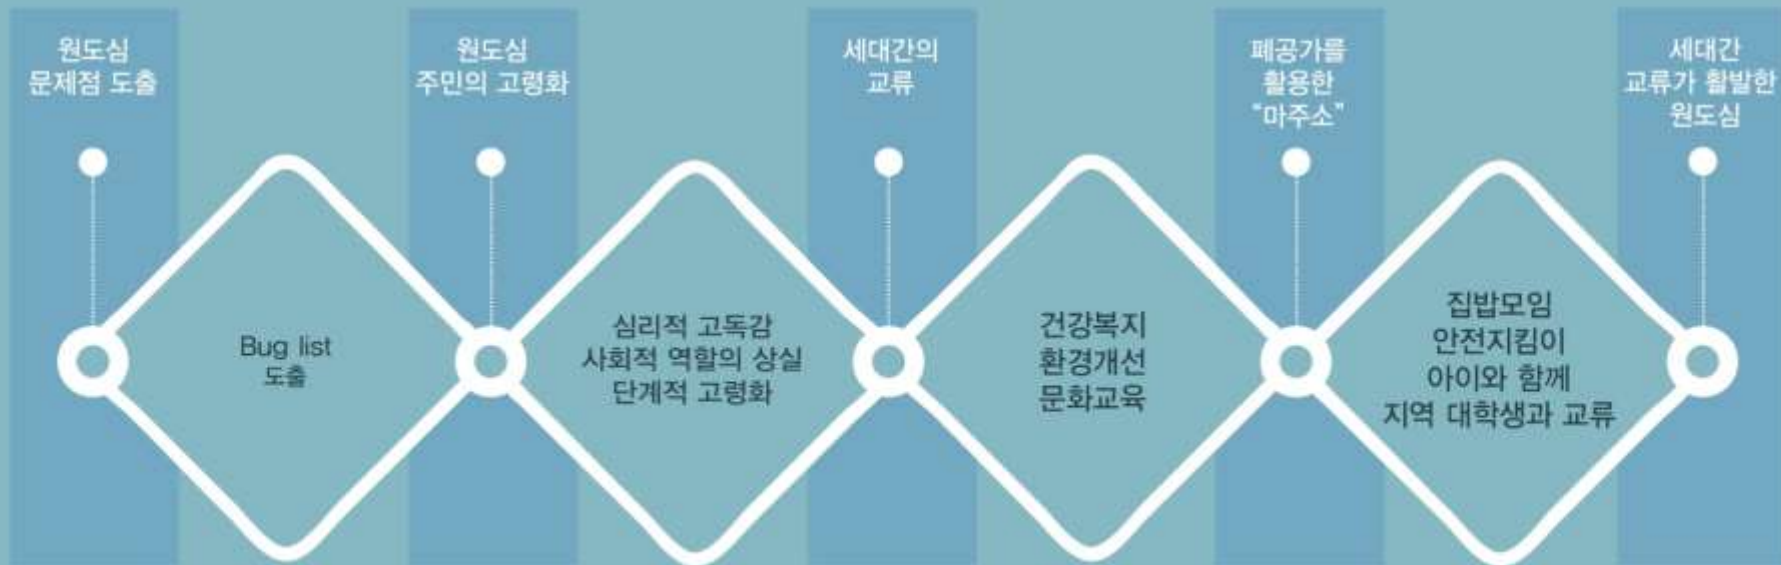 원도심
문제점 도출
원도심
주민의 고령화
세대간의
교류
폐공가를
활용한
“마주소”
세대간
교류가 활발한
원도심
Bug list
도출
심리적 고독감
사회적 역할의 상실
단계적 고령화
건강복지
환경개선
문화교육
집밥모임
안전지킴이
아이와 함께
지역 대학생과 교류